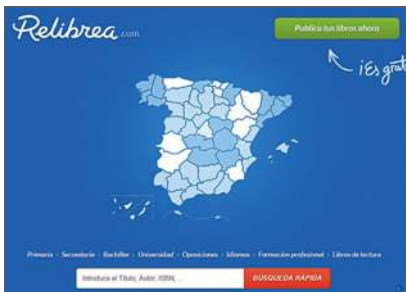 Relibrea.com
Publica tus libros ahora
¡Es grat
Primaria - Secundaria - Bachiller - Universidad - Oposiciones - Idiomas - Formación profesional - Libros de lectura
Introduce el Título, Autor, ISBN, ...
BÚSQUEDA RÁPIDA